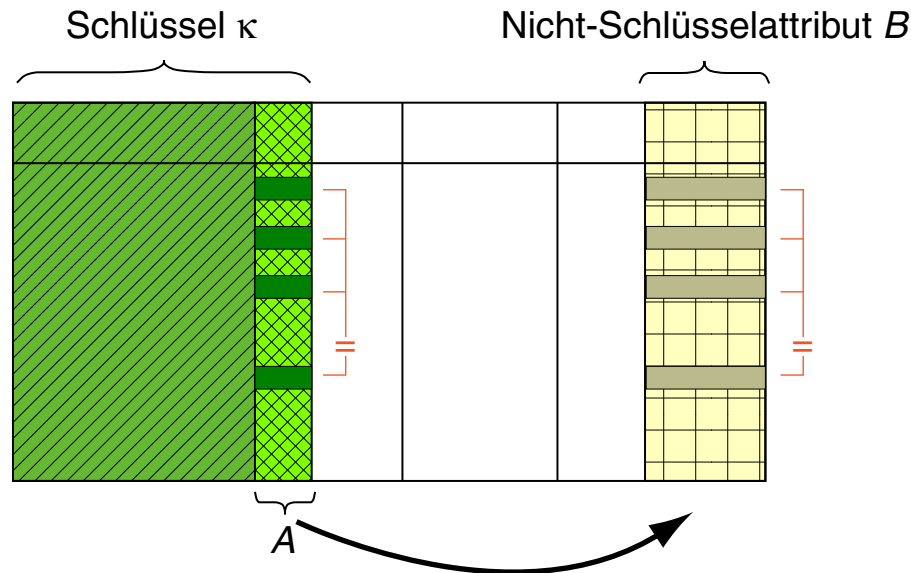 Schlüssel κ
Nicht-Schlüsselattribut B
=
=
A